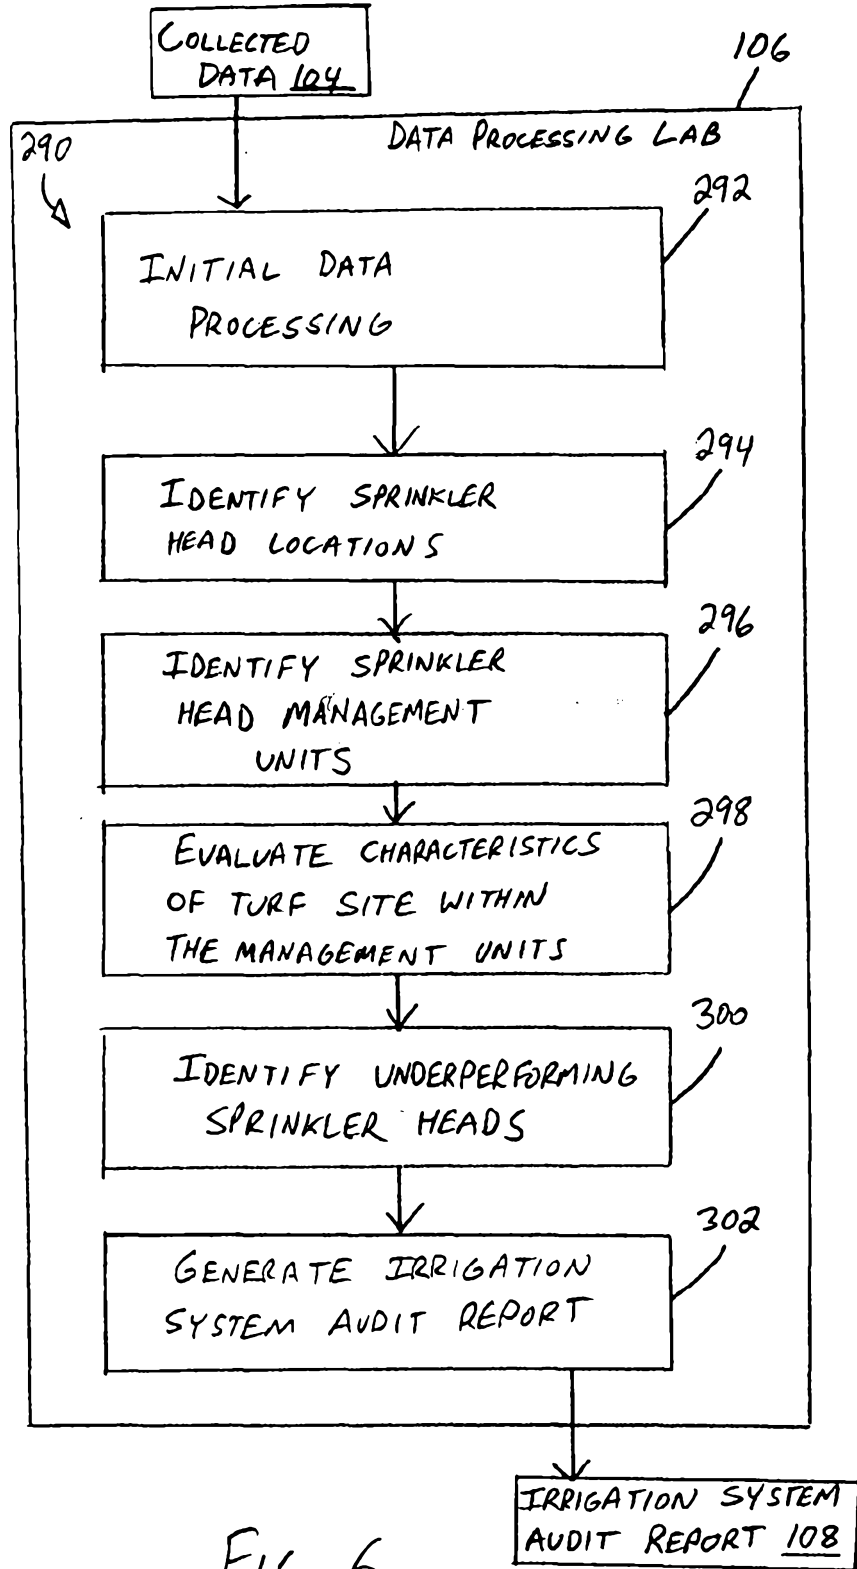 COLLECTED
DATA 104
106
290
DATA PROCESSING LAB
292
INITIAL DATA
PROCESSING
294
IDENTIFY SPRINKLER
HEAD LOCATIONS
296
IDENTIFY SPRINKLER
HEAD MANAGEMENT
UNITS
298
EVALUATE CHARACTERISTICS
OF TURF SITE WITHIN
THE MANAGEMENT UNITS
300
IDENTIFY UNDERPERFORMING
SPRINKLER HEADS
302
GENERATE IRRIGATION
SYSTEM AUDIT REPORT
IRRIGATION SYSTEM
AUDIT REPORT 108
FIG. 6